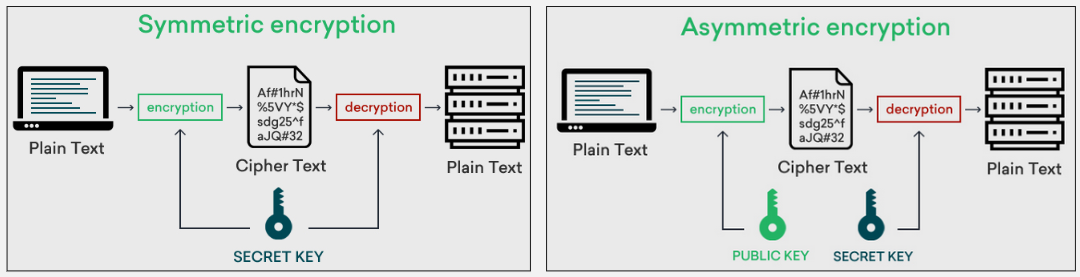 Symmetric encryption
Af#1hrN
%5VY*$
sdg25^f
aJQ#32
encryption
decryption
Plain Text
Cipher Text
Plain Text
SECRET KEY
Asymmetric encryption
Af#1hrN
%5VY*$
sdg25^f
aJQ#32
encryption
decryption
Plain Text
Cipher Text
Plain Text
PUBLIC KEY
SECRET KEY